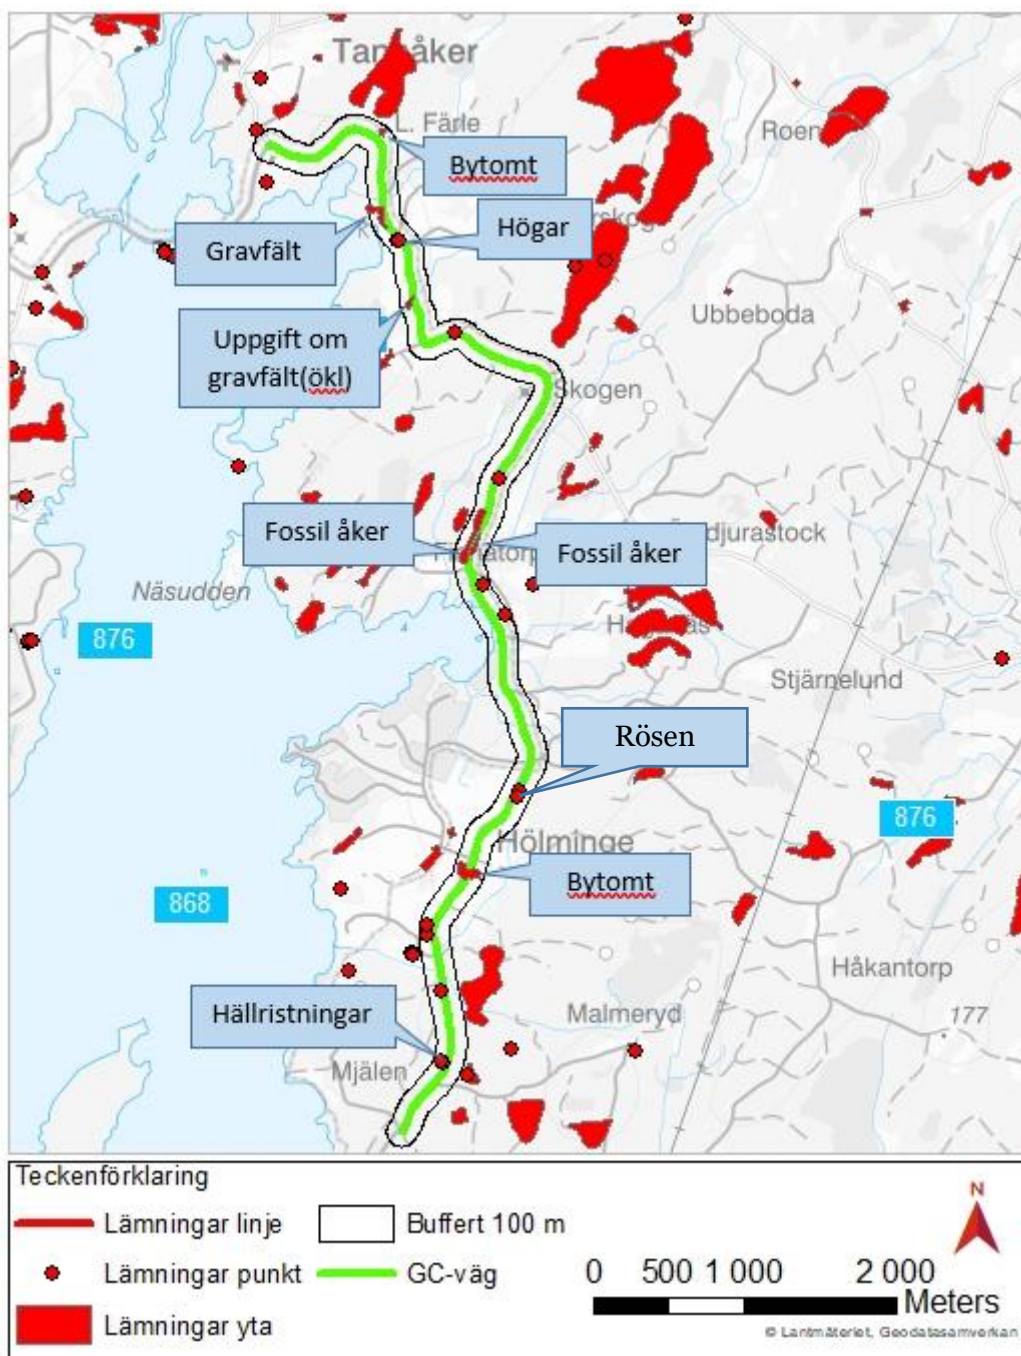 Tannåker
L. Färle
Roen
Bytomt
Högar
Gravfält
Uppgift om
gravfält(ökl)
Ubbeboda
Skogen
Fossil åker
Fossil åker
djurastock
Näsudden
876
Stjärnelund
Rösen
876
Hölminge
Bytomt
868
Håkantorp
Hällristningar
Malmeryd
177
Mjälen
Teckenförklaring
Lämningar linje
Buffert 100 m
N
Lämningar punkt
GC-väg
0 500 1 000 2 000
Meters
Lämningar yta
© Lantmäteriet, Geodatasamverkan